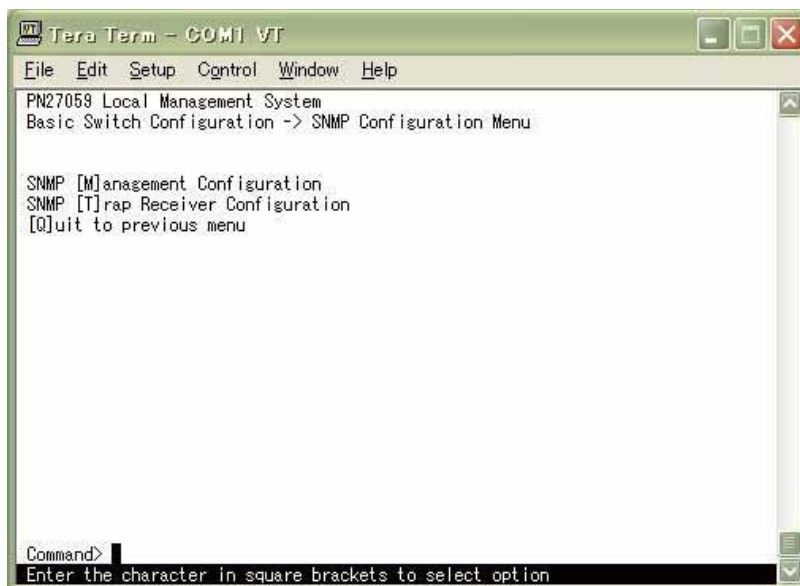 Tera Term - COM1 VT
File Edit Setup Control Window Help
PN27059 Local Management System
Basic Switch Configuration -> SNMP Configuration Menu
SNMP [M]anagement Configuration
SNMP [T]rap Receiver Configuration
[Q]uit to previous menu
Command>
Enter the character in square brackets to select option